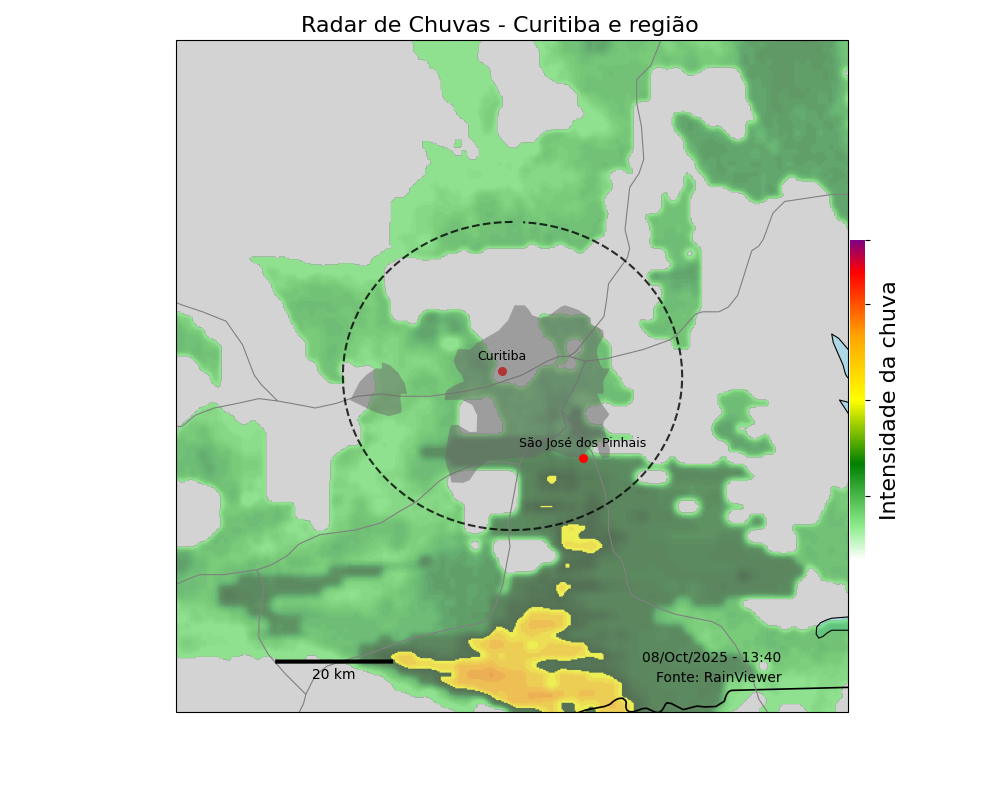 Radar de Chuvas - Curitiba e região
Curitiba
São José dos Pinhais
Intensidade da chuva
08/Oct/2025 - 13:40
Fonte: RainViewer
20 km